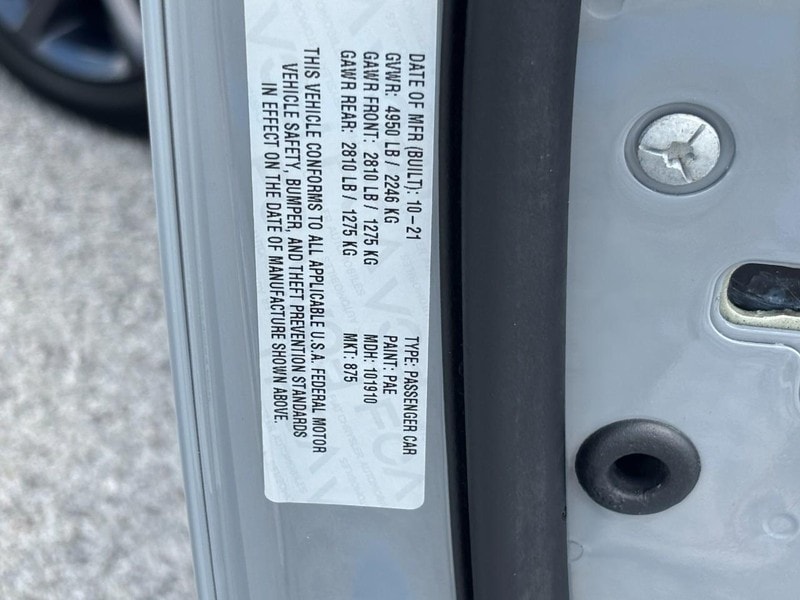 DATE OF MFR (BUILT): 10-21 TYPE: PASSENGER CAR
GVWR: 4950 LB / 2246 KG PAINT: PAE
GAWR FRONT: 2810 LB / 1275 KG MDH: 101910
GAWR REAR: 2810 LB / 1275 KG MKT: 875
THIS VEHICLE CONFORMS TO ALL APPLICABLE U.S.A. FEDERAL MOTOR
VEHICLE SAFETY, BUMPER, AND THEFT PREVENTION STANDARDS
IN EFFECT ON THE DATE OF MANUFACTURE SHOWN ABOVE.